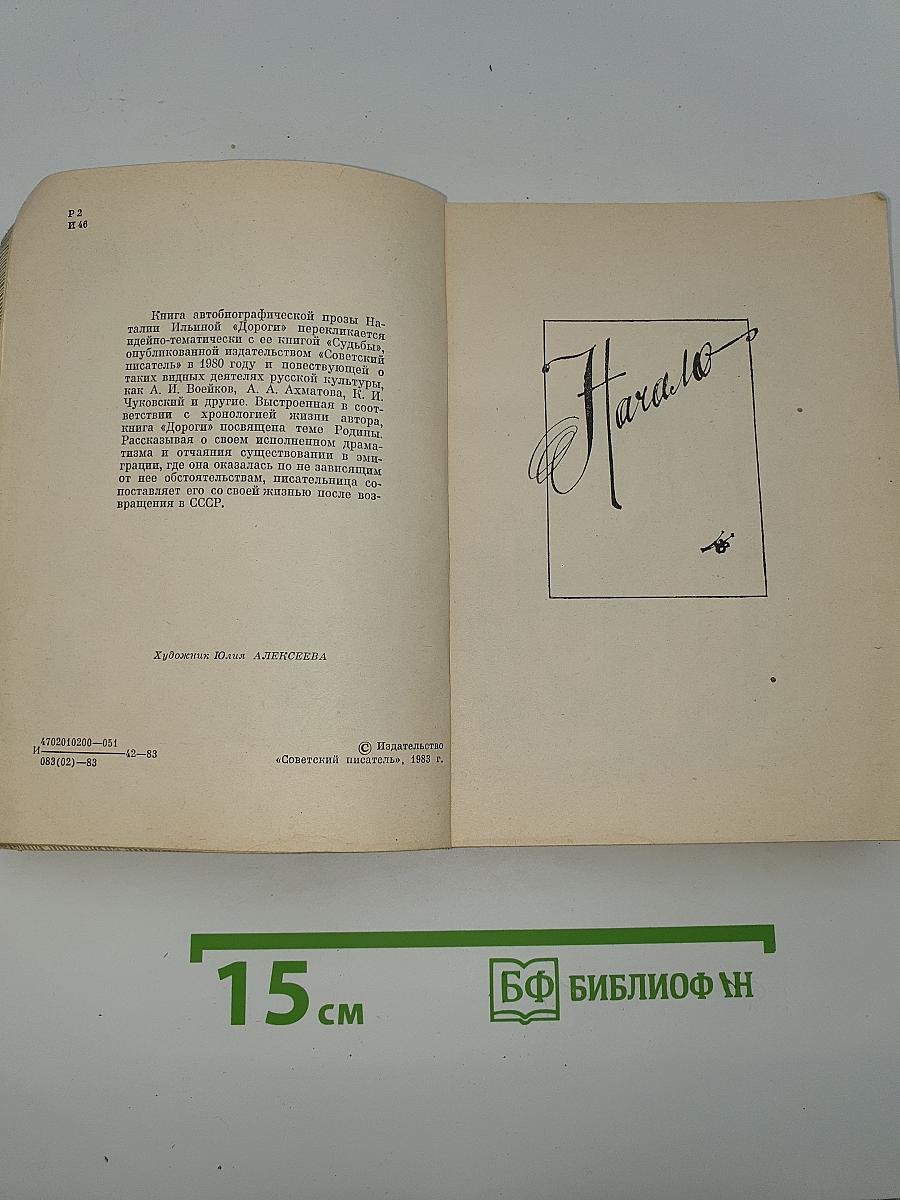 Р 2
И 46
Книга автобиографической прозы На-
талии Ильиной «Дороги» перекликается
идейно-тематически с ее книгой «Судьбы»,
опубликованной издательством «Советский
писатель» в 1980 году и повествующей о
таких видных деятелях русской культуры,
как А. И. Воейков, А. А. Ахматова, К. И.
Чуковский и другие. Выстроенная в соот-
ветствии с хронологией жизни автора,
книга «Дороги» посвящена теме Родины.
Рассказывая о своем исполненном драма-
тизма и отчаяния существовании в эми-
грации, где она оказалась по не зависящим
от нее обстоятельствам, писательница со-
поставляет его со своей жизнью после воз-
вращения в СССР.
Художник Юлия АЛЕКСЕЕВА
4702010200—051
И 42—83
083(02)—83
© Издательство
«Советский писатель», 1983 г.
Начало
15 см
БФ БИБЛИОФАН